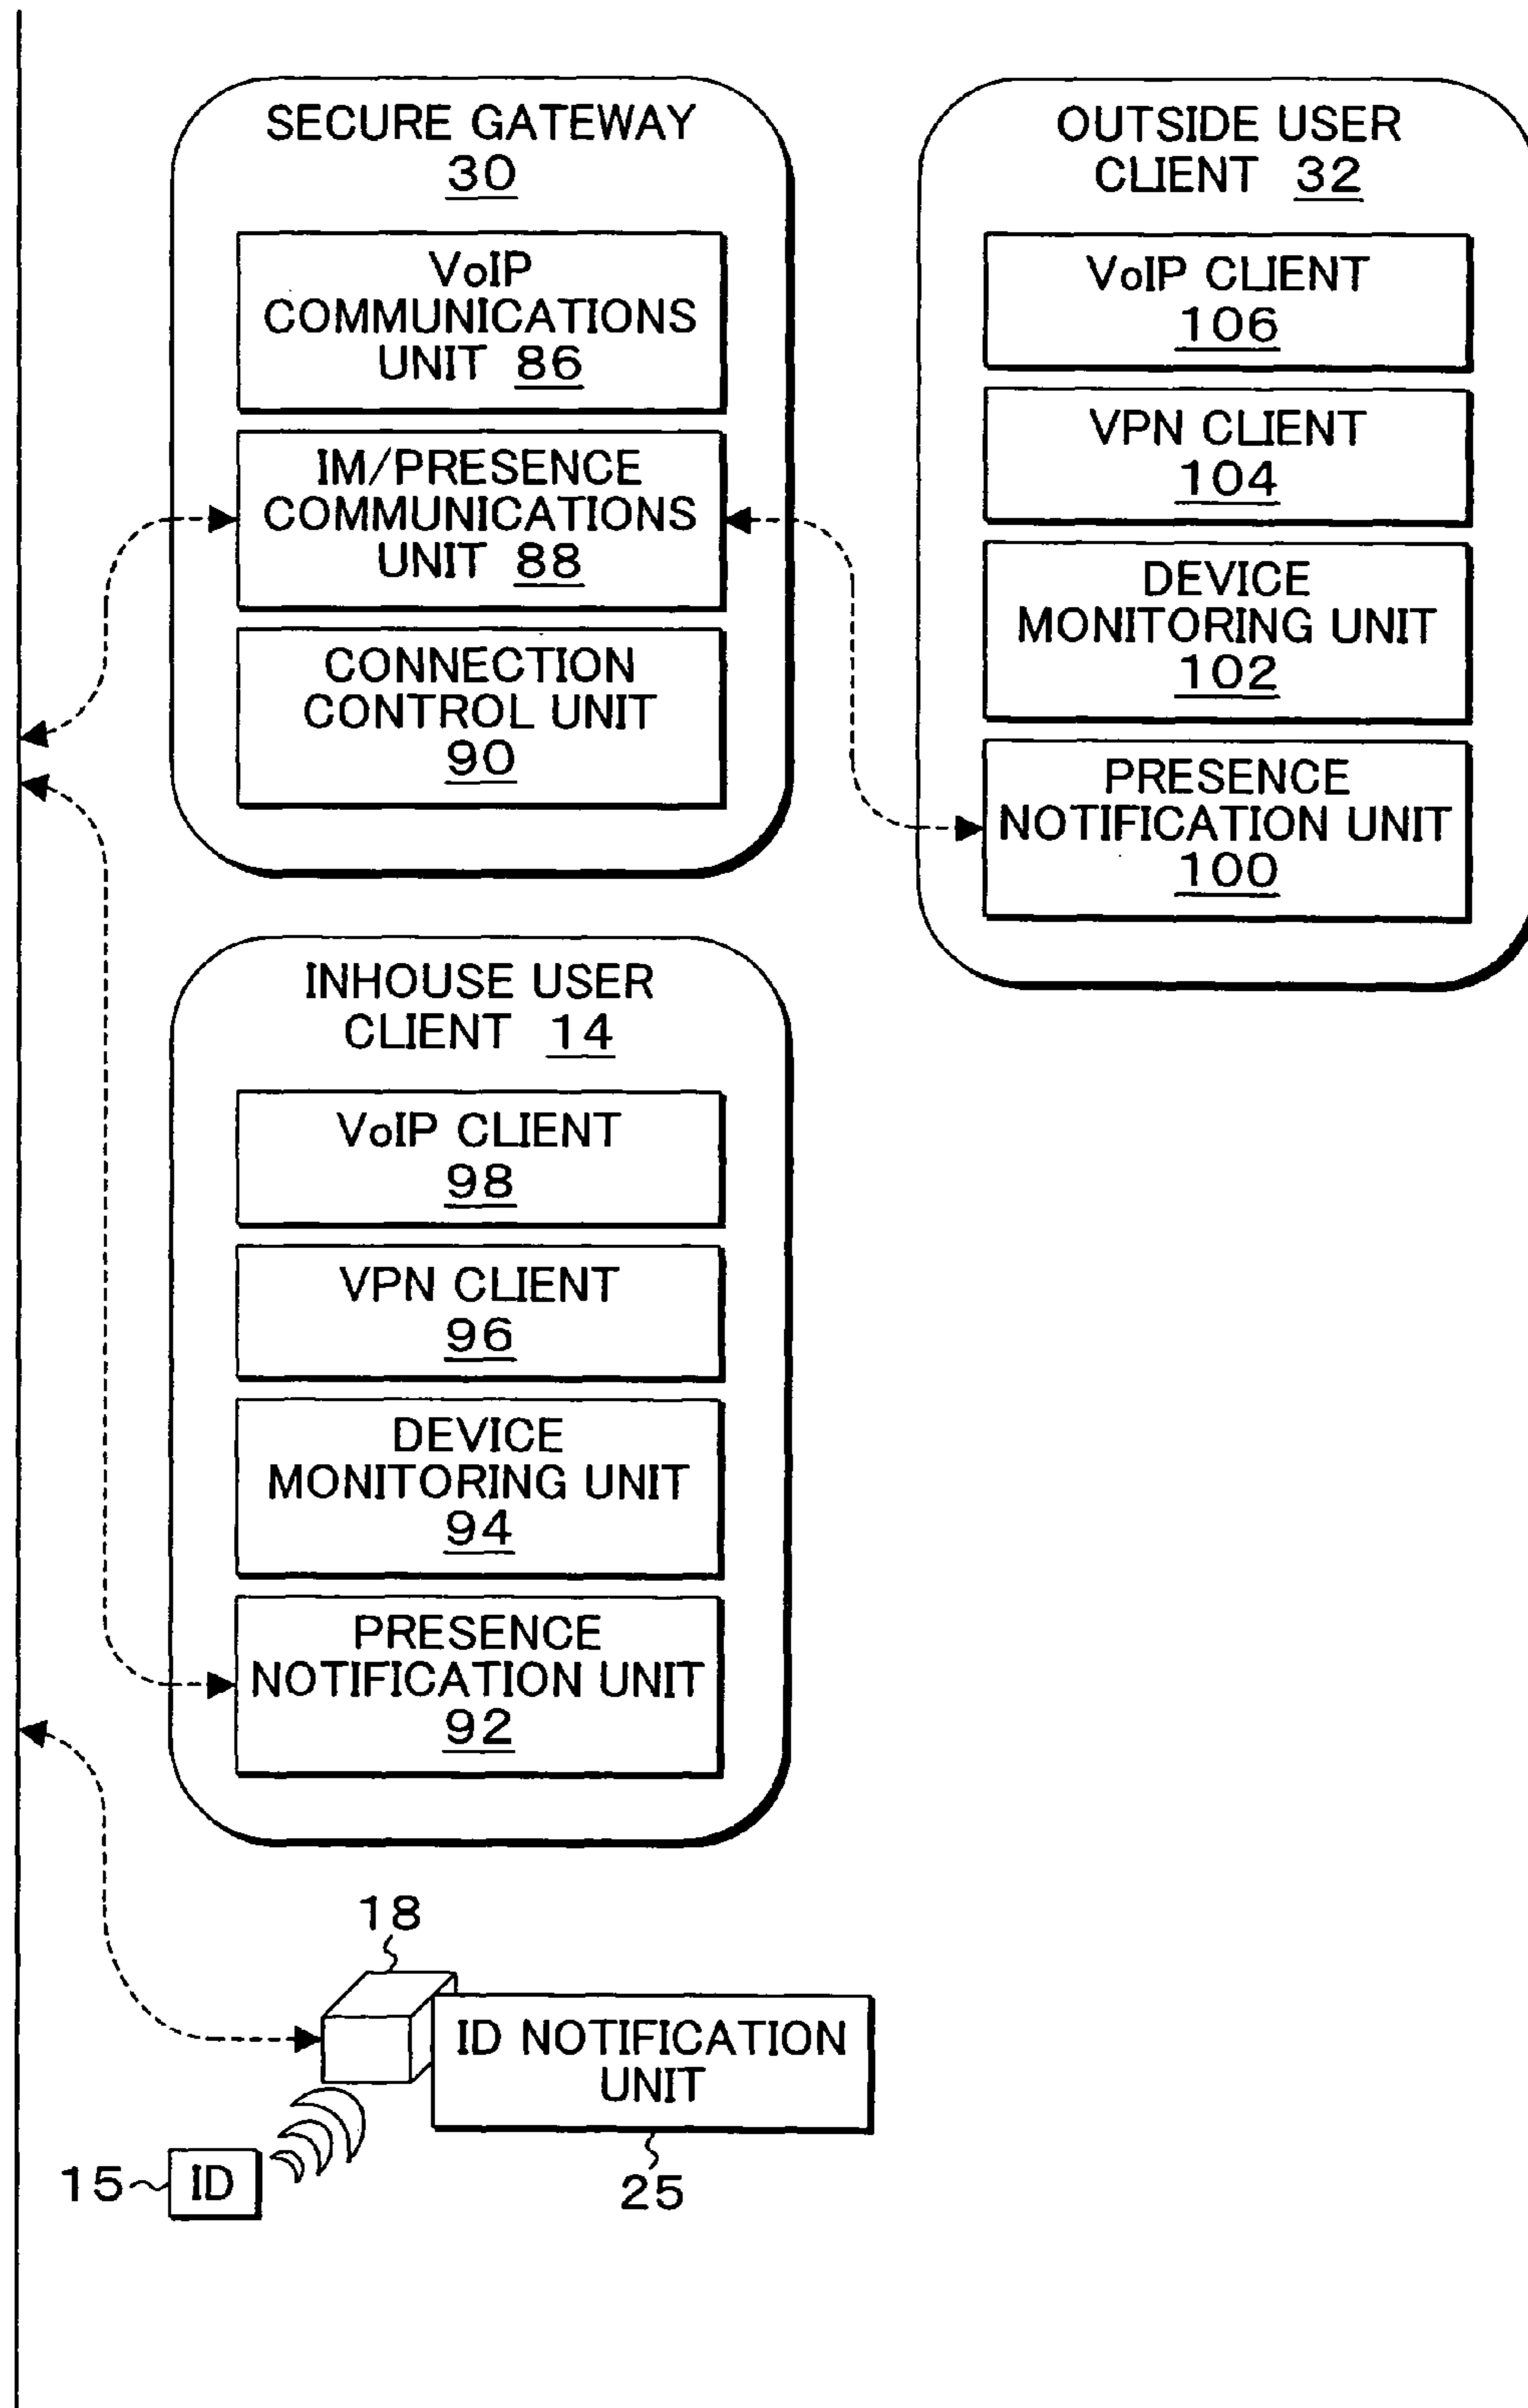 SECURE GATEWAY
30
VoIP
COMMUNICATIONS
UNIT 86
IM/PRESENCE
COMMUNICATIONS
UNIT 88
CONNECTION
CONTROL UNIT
90
OUTSIDE USER
CLIENT 32
VoIP CLIENT
106
VPN CLIENT
104
DEVICE
MONITORING UNIT
102
PRESENCE
NOTIFICATION UNIT
100
INHOUSE USER
CLIENT 14
VoIP CLIENT
98
VPN CLIENT
96
DEVICE
MONITORING UNIT
94
PRESENCE
NOTIFICATION UNIT
92
18
ID NOTIFICATION
UNIT
15
ID
25